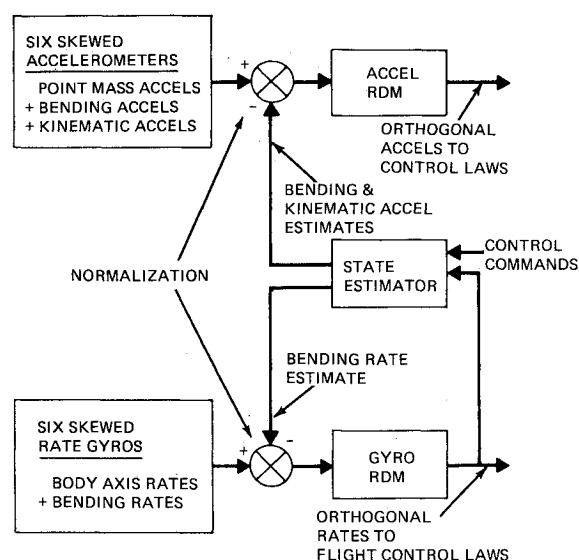 SIX SKEWED
ACCELEROMETERS
POINT MASS ACCELS
+ BENDING ACCELS
+ KINEMATIC ACCELS
+
-
ACCEL
RDM
ORTHOGONAL
ACCELS TO
CONTROL LAWS
BENDING &
KINEMATIC ACCEL
ESTIMATES
NORMALIZATION
STATE
ESTIMATOR
CONTROL
COMMANDS
BENDING RATE
ESTIMATE
SIX SKEWED
RATE GYROS
BODY AXIS RATES
+ BENDING RATES
+
-
GYRO
RDM
ORTHOGONAL
RATES TO
FLIGHT CONTROL LAWS